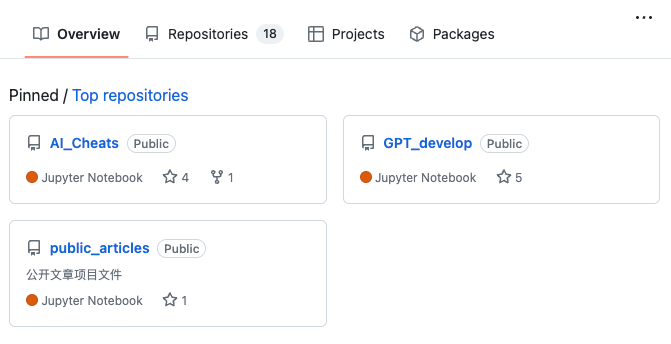 Overview Repositories 18 Projects Packages
Pinned / Top repositories
AI_Cheats Public
Jupyter Notebook 4 1
GPT_develop Public
Jupyter Notebook 5
public_articles Public
公开文章项目文件
Jupyter Notebook 1